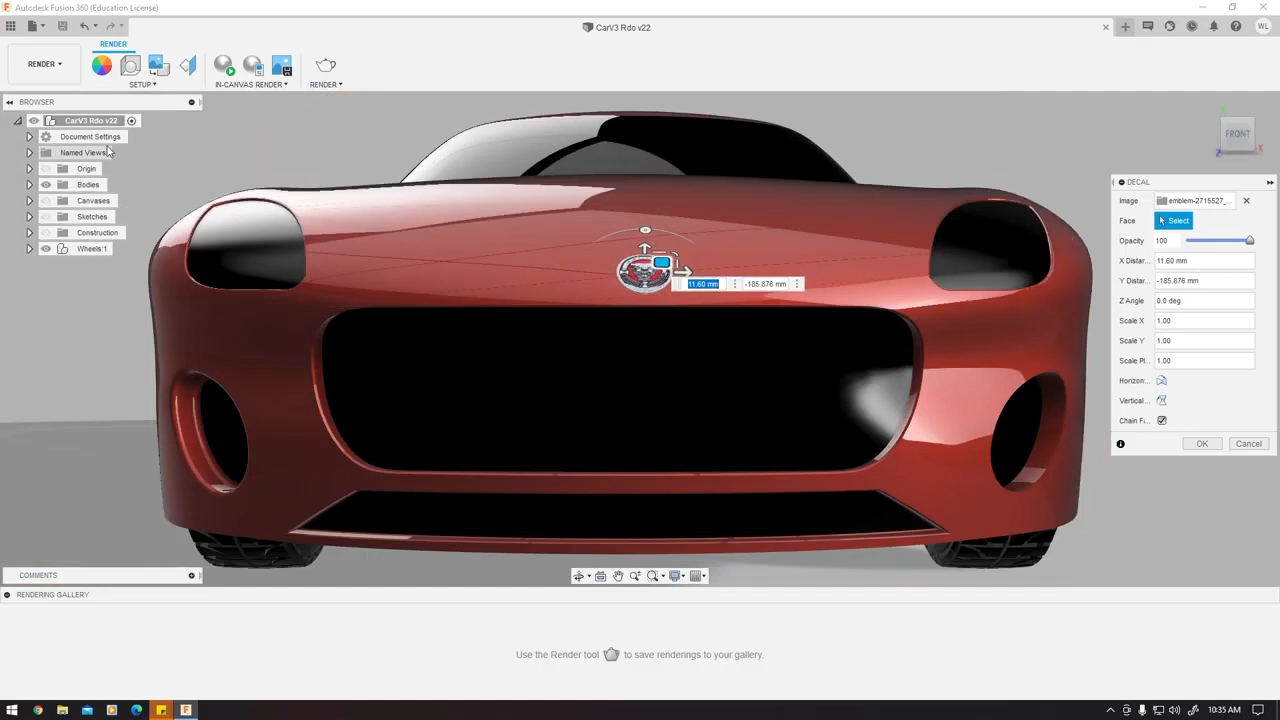 Autodesk Fusion 360 (Education License)
CarV3 Rdo v22
WL
RENDER
RENDER
SETUP
IN-CANVAS RENDER
RENDER
BROWSER
CarV3 Rdo v22
Document Settings
Named Views
Origin
Bodies
Canvases
Sketches
Construction
Wheels:1
FRONT
Z
X
DECAL
Image emblem-2715527_...
Face Select
Opacity 100
X Distar... 11.60 mm
Y Distar... -185.876 mm
Z Angle 0.0 deg
Scale X 1.00
Scale Y 1.00
Scale Pl... 1.00
Horizon...
Vertical...
Chain Fa...
OK Cancel
11.60 mm -185.876 mm
COMMENTS
RENDERING GALLERY
Use the Render tool to save renderings to your gallery.
10:35 AM